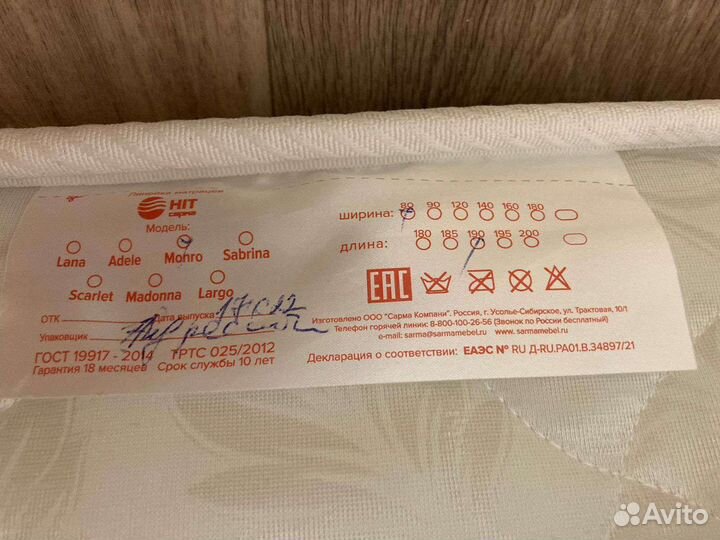 Линейка матрацев
HIT
сарма
Модель:
Lana Adele Monro Sabrina
Scarlet Madonna Largo
ширина: 80 90 120 140 160 180
длина: 180 185 190 195 200
EAC
ОТК Дата выпуска
Упаковщик
ГОСТ 19917 - 2014 ТРТС 025/2012
Гарантия 18 месяцев Срок службы 10 лет
Изготовлено ООО "Сарма Компани". Россия, г. Усолье-Сибирское, ул. Трактовая, 10/1
Телефон горячей линии: 8-800-100-26-56 (Звонок по России бесплатный)
e-mail: sarma@sarmamebel.ru www.sarmamebel.ru
Декларация о соответствии: ЕАЭС № RU Д-RU.РА01.В.34897/21
Avito